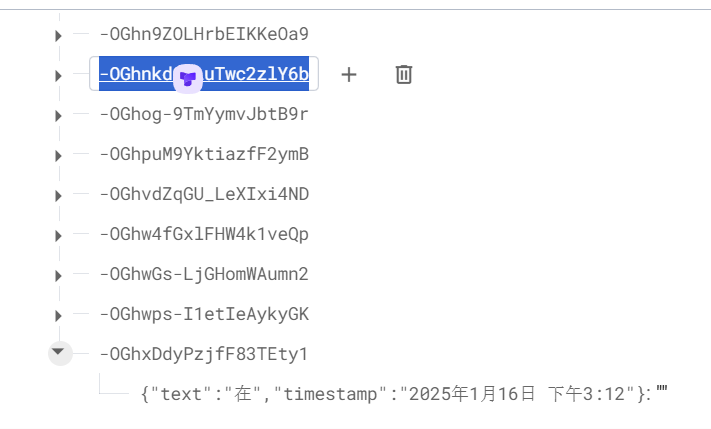 -OGhn9ZOLHrbEIKKeOa9
-OGhnkd uTwc2zlY6b
-OGhog-9TmYymvJbtB9r
-OGhpuM9YktiazfF2ymB
-OGhvdZqGU_LeXIxi4ND
-OGhw4fGxlFHW4k1veQp
-OGhwGs-LjGHomWAumn2
-OGhwps-I1etIeAykyGK
-OGhxDdyPzjfF83TEty1
{"text":"在","timestamp":"2025年1月16日 下午3:12"}:""